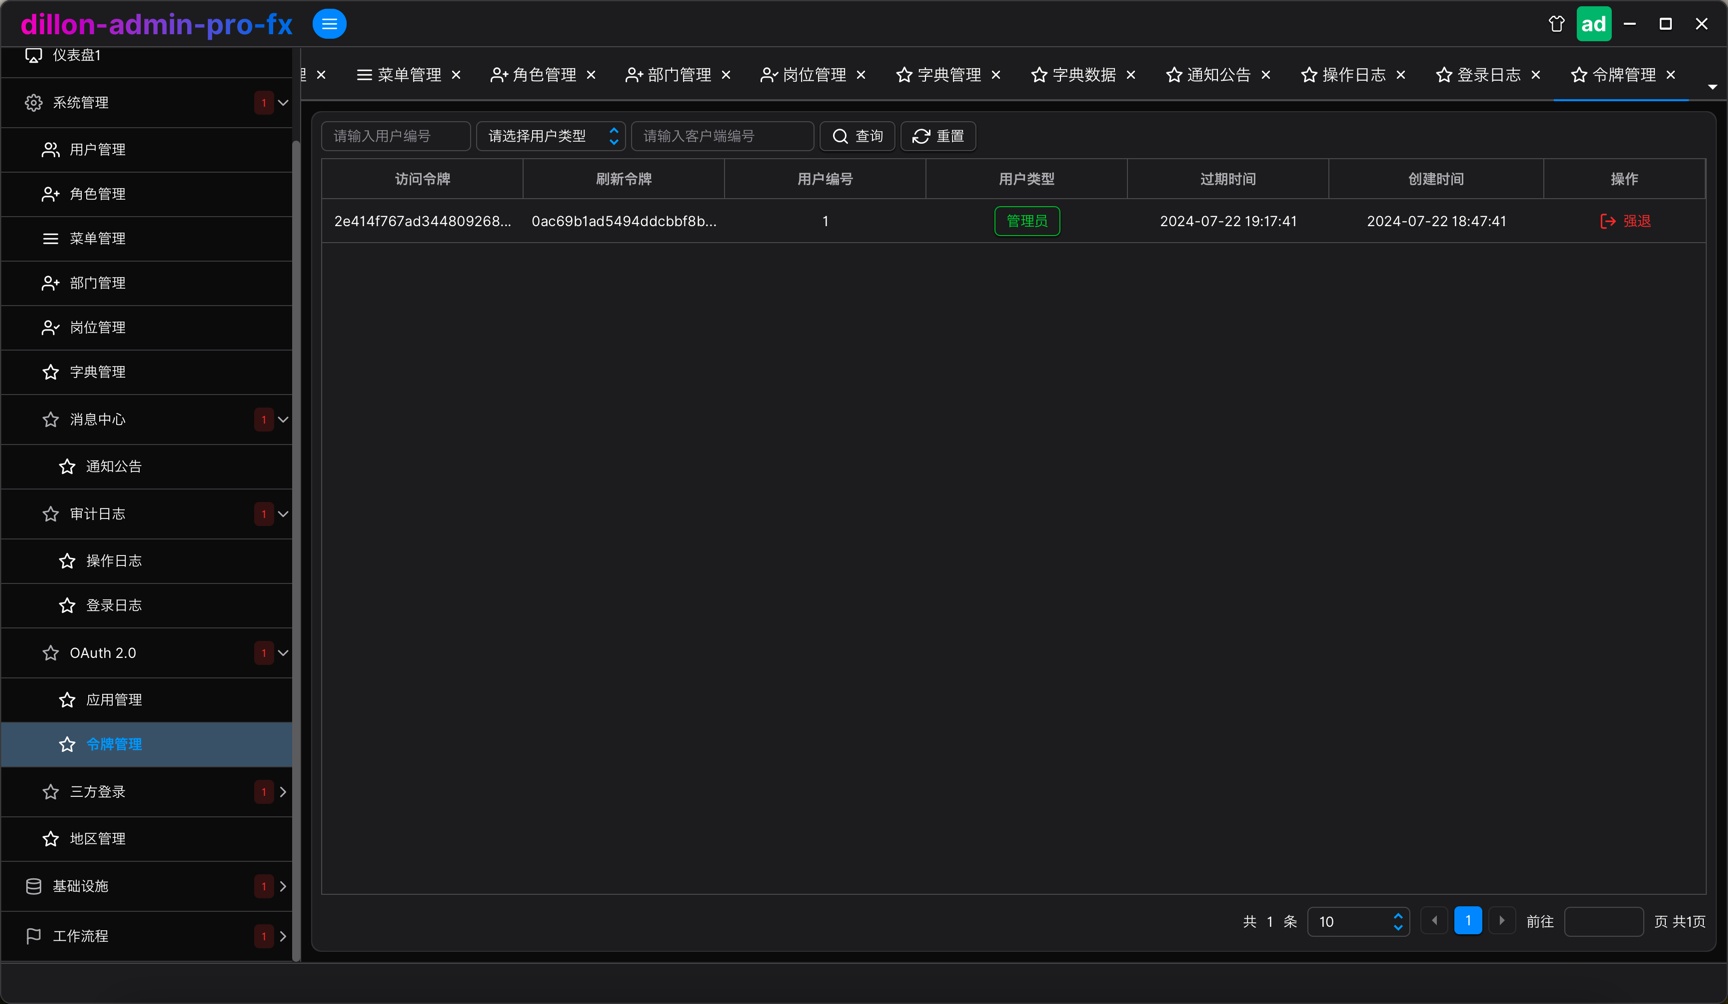 dillon-admin-pro-fx
ad
仪表盘1
系统管理 1
用户管理
角色管理
菜单管理
部门管理
岗位管理
字典管理
消息中心 1
通知公告
审计日志 1
操作日志
登录日志
OAuth 2.0 1
应用管理
令牌管理
三方登录 1
地区管理
基础设施 1
工作流程 1
理 菜单管理 角色管理 部门管理 岗位管理 字典管理 字典数据 通知公告 操作日志 登录日志 令牌管理
请输入用户编号 请选择用户类型 请输入客户端编号 查询 重置
访问令牌 刷新令牌 用户编号 用户类型 过期时间 创建时间 操作
2e414f767ad344809268... 0ac69b1ad5494ddcbbf8b... 1 管理员 2024-07-22 19:17:41 2024-07-22 18:47:41 强退
共 1 条 10 1 前往 页 共1页